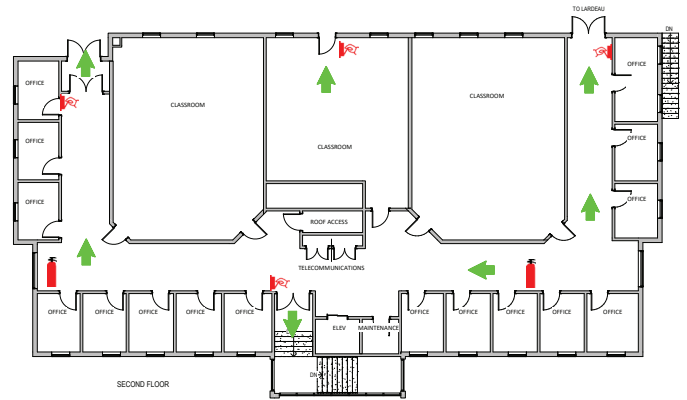 TO LARDEAU
DN
OFFICE
OFFICE
CLASSROOM
CLASSROOM
OFFICE
OFFICE
CLASSROOM
OFFICE
OFFICE
OFFICE
ROOF ACCESS
TELECOMMUNICATIONS
OFFICE
OFFICE
OFFICE
OFFICE
OFFICE
ELEV
MAINTENANCE
OFFICE
OFFICE
OFFICE
OFFICE
OFFICE
DN
SECOND FLOOR